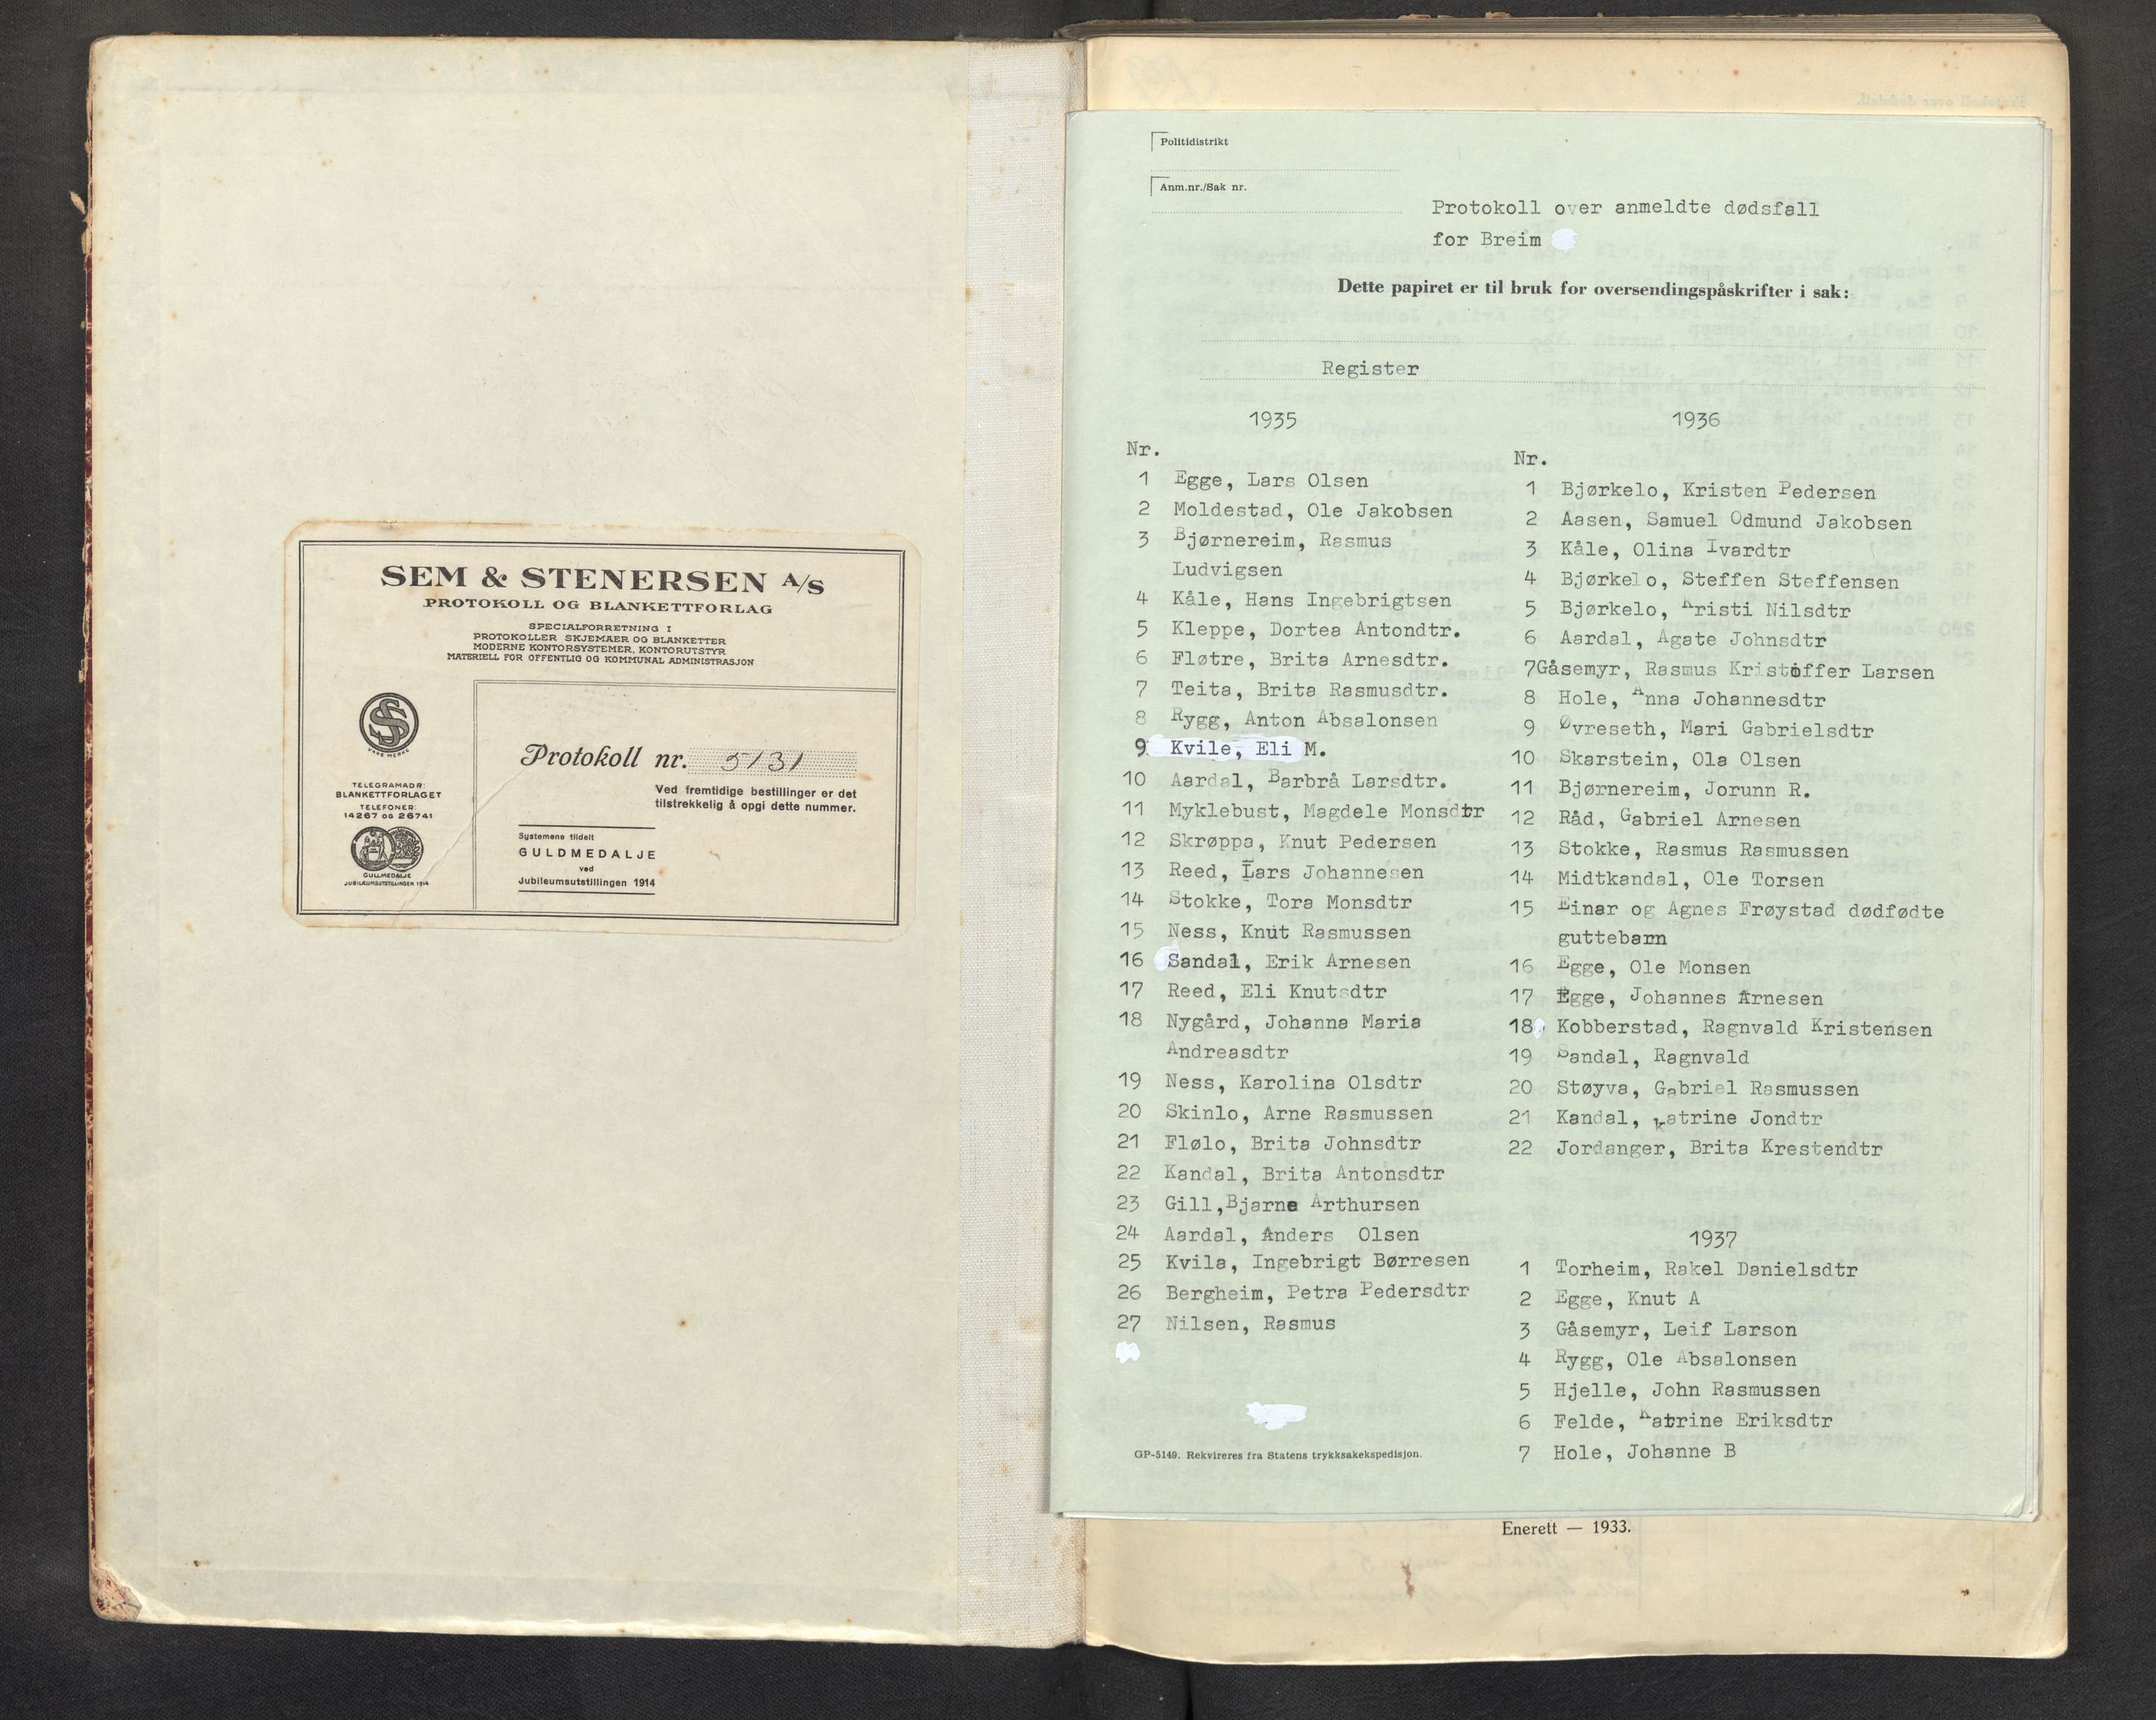 SEM & STENERSEN A/S
PROTOKOLL OG BLANKETTFORLAG
SPECIALFORRETNING I
PROTOKOLLER SKJEMAER OG BLANKETTER
MODERNE KONTORSYSTEMER, KONTORUTSTYR
MATERIELL FOR OFFENTLIG OG KOMMUNAL ADMINISTRASJON
SS
VARE MERKE
TELEGRAMADR:
BLANKETTFORLAGET
TELEFONER:
14267 OG 26741
GULLMEDALJE
JUBILÆUMSUTSTILLINGEN 1914
Protokoll nr. 5131
Ved fremtidige bestillinger er det
tilstrekkelig å opgi dette nummer.
Systemene tildelt
GULDMEDALJE
ved
Jubileumsutstillingen 1914
Politidistrikt
Anm.nr./Sak nr.
Protokoll over anmeldte dødsfall
for Breim
Dette papiret er til bruk for oversendingspåskrifter i sak:
Register
1935
Nr.
1 Egge, Lars Olsen
2 Moldestad, Ole Jakobsen
3 Bjørnereim, Rasmus
Ludvigsen
4 Kåle, Hans Ingebrigtsen
5 Kleppe, Dortea Antondtr.
6 Fløtre, Brita Arnesdtr.
7 Teita, Brita Rasmusdtr.
8 Rygg, Anton Absalonsen
9 Kvile, Eli M.
10 Aardal, Barbrå Larsdtr.
11 Myklebust, Magdele Monsdtr
12 Skrøppa, Knut Pedersen
13 Reed, Lars Johannesen
14 Stokke, Tora Monsdtr
15 Ness, Knut Rasmussen
16 Sandal, Erik Arnesen
17 Reed, Eli Knutsdtr
18 Nygård, Johanna Maria
Andreasdtr
19 Ness, Karolina Olsdtr
20 Skinlo, Arne Rasmussen
21 Flølo, Brita Johnsdtr
22 Kandal, Brita Antonsdtr
23 Gill,Bjarne Arthursen
24 Aardal, Anders Olsen
25 Kvila, Ingebrigt Børresen
26 Bergheim, Petra Pedersdtr
27 Nilsen, Rasmus
GP-5149. Rekvireres fra Statens trykksakekspedisjon.
1936
Nr.
1 Bjørkelo, Kristen Pedersen
2 Aasen, Samuel Odmund Jakobsen
3 Kåle, Olina Ivardtr
4 Bjørkelo, Steffen Steffensen
5 Bjørkelo, Kristi Nilsdtr
6 Aardal, Agate Johnsdtr
7Gåsemyr, Rasmus Kristoffer Larsen
8 Hole, Anna Johannesdtr
9 Øvreseth, Mari Gabrielsdtr
10 Skarstein, Ola Olsen
11 Bjørnereim, Jorunn R.
12 Råd, Gabriel Arnesen
13 Stokke, Rasmus Rasmussen
14 Midtkandal, Ole Torsen
15 Einar og Agnes Frøystad dødfødte
guttebarn
16 Egge, Ole Monsen
17 Egge, Johannes Arnesen
18 Kobberstad, Ragnvald Kristensen
19 Sandal, Ragnvald
20 Støyva, Gabriel Rasmussen
21 Kandal, Katrine Jondtr
22 Jordanger, Brita Krestendtr
1937
1 Torheim, Rakel Danielsdtr
2 Egge, Knut A
3 Gåsemyr, Leif Larson
4 Rygg, Ole Absalonsen
5 Hjelle, John Rasmussen
6 Felde, Katrine Eriksdtr
7 Hole, Johanne B
Enerett — 1933.